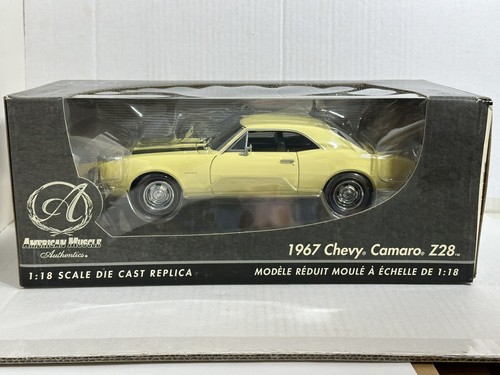 A
AMERICAN MUSCLE
Authentics®
1967 Chevy® Camaro® Z28™
1:18 SCALE DIE CAST REPLICA
MODÈLE RÉDUIT MOULÉ À ÉCHELLE DE 1:18